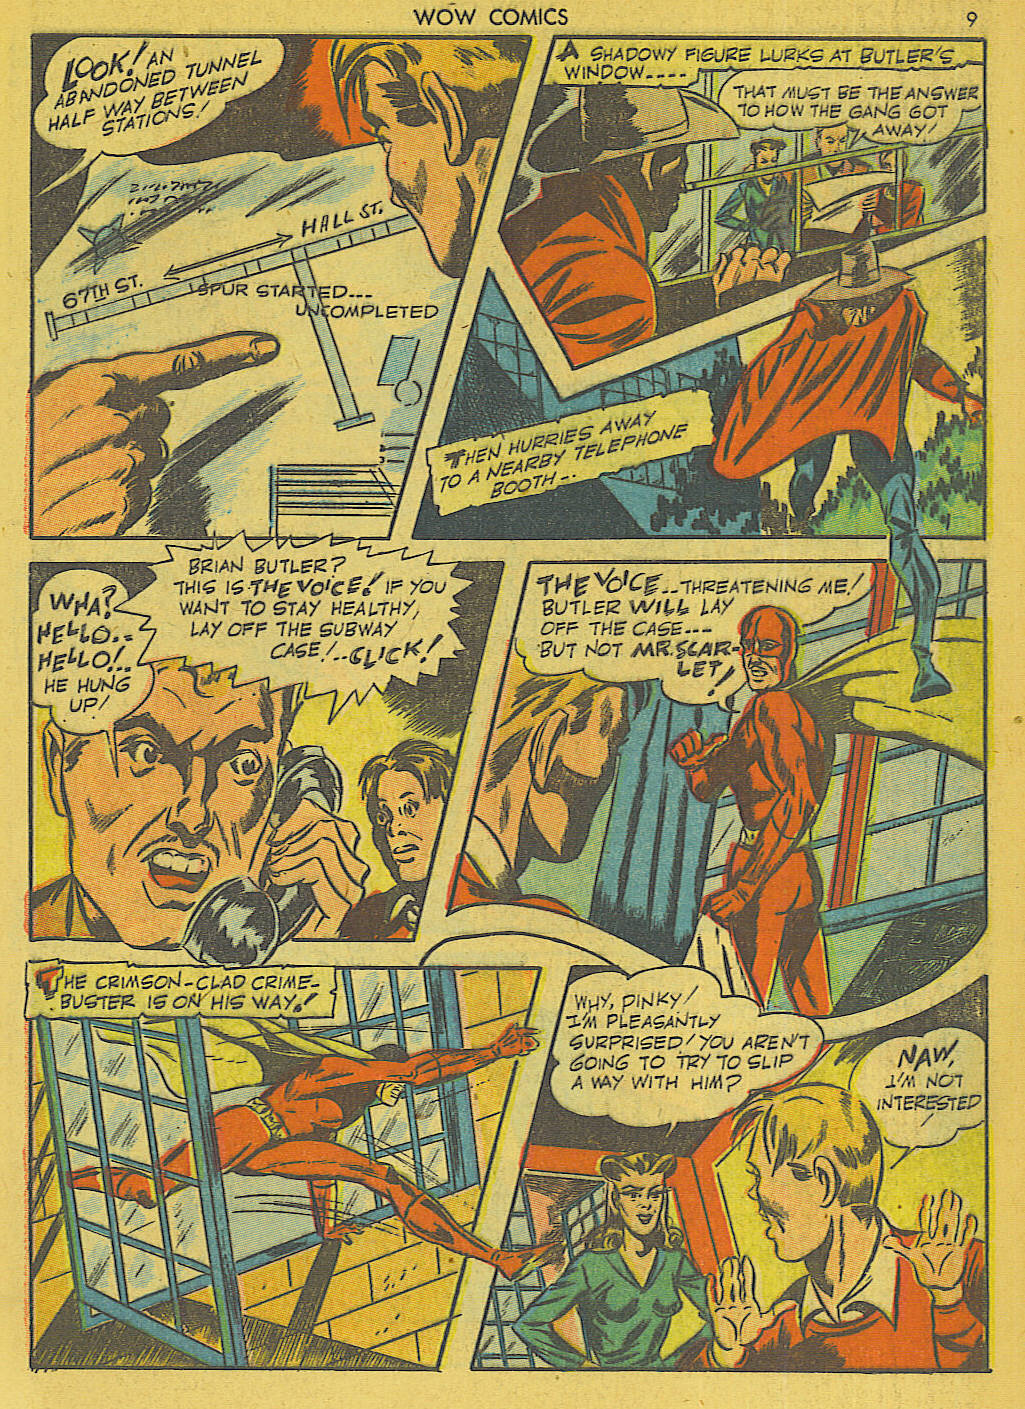 WOW COMICS
9
LOOK! AN
ABANDONED TUNNEL
HALF WAY BETWEEN
STATIONS!
HALL ST.
67TH ST.
SPUR STARTED---
UNCOMPLETED
A SHADOWY FIGURE LURKS AT BUTLER'S
WINDOW----
THAT MUST BE THE ANSWER
TO HOW THE GANG GOT
AWAY!
THEN HURRIES AWAY
TO A NEARBY TELEPHONE
BOOTH--
WHA?
HELLO--
HELLO!--
HE HUNG
UP!
BRIAN BUTLER?
THIS IS THE VOICE! IF YOU
WANT TO STAY HEALTHY,
LAY OFF THE SUBWAY
CASE!--CLICK!
THE VOICE--THREATENING ME!
BUTLER WILL LAY
OFF THE CASE---
BUT NOT MR. SCAR-
LET!
THE CRIMSON-CLAD CRIME-
BUSTER IS ON HIS WAY!
WHY, PINKY!
I'M PLEASANTLY
SURPRISED! YOU AREN'T
GOING TO TRY TO SLIP
AWAY WITH HIM?
NAW,
I'M NOT
INTERESTED